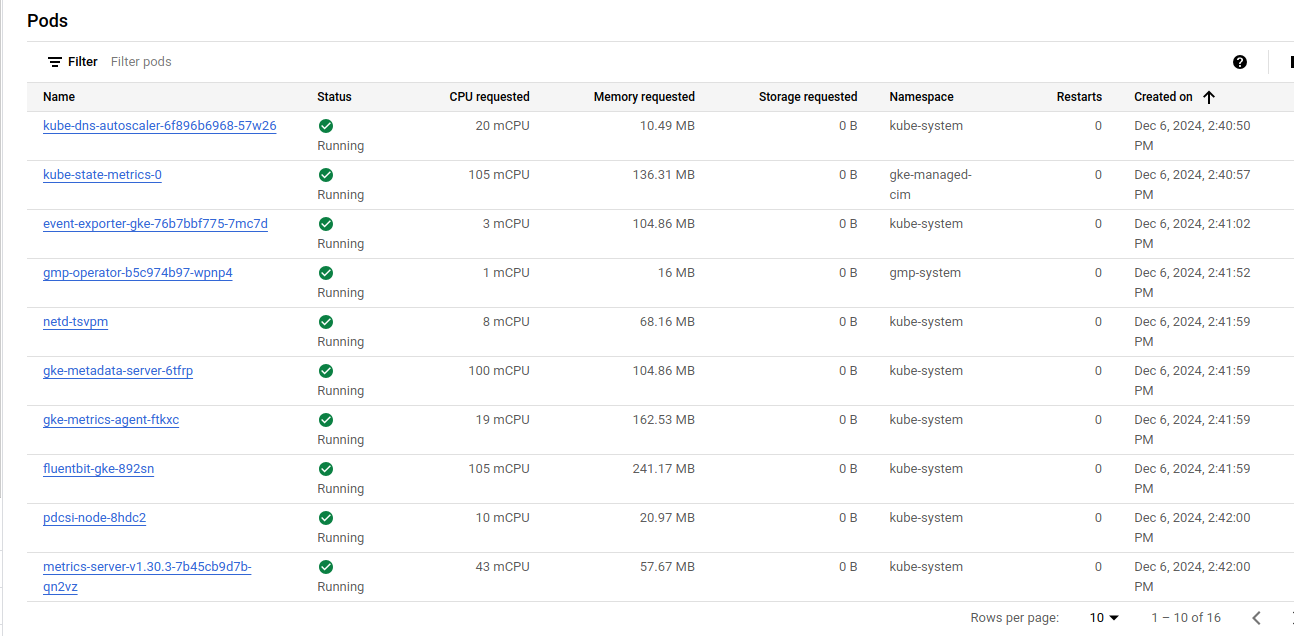 Pods
Filter Filter pods
Name Status CPU requested Memory requested Storage requested Namespace Restarts Created on
kube-dns-autoscaler-6f896b6968-57w26 20 mCPU 10.49 MB 0 B kube-system 0 Dec 6, 2024, 2:40:50
Running PM
kube-state-metrics-0 105 mCPU 136.31 MB 0 B gke-managed- 0 Dec 6, 2024, 2:40:57
Running cim PM
event-exporter-gke-76b7bbf775-7mc7d 3 mCPU 104.86 MB 0 B kube-system 0 Dec 6, 2024, 2:41:02
Running PM
gmp-operator-b5c974b97-wpnp4 1 mCPU 16 MB 0 B gmp-system 0 Dec 6, 2024, 2:41:52
Running PM
netd-tsvpm 8 mCPU 68.16 MB 0 B kube-system 0 Dec 6, 2024, 2:41:59
Running PM
gke-metadata-server-6tfrp 100 mCPU 104.86 MB 0 B kube-system 0 Dec 6, 2024, 2:41:59
Running PM
gke-metrics-agent-ftkxc 19 mCPU 162.53 MB 0 B kube-system 0 Dec 6, 2024, 2:41:59
Running PM
fluentbit-gke-892sn 105 mCPU 241.17 MB 0 B kube-system 0 Dec 6, 2024, 2:41:59
Running PM
pdcsi-node-8hdc2 10 mCPU 20.97 MB 0 B kube-system 0 Dec 6, 2024, 2:42:00
Running PM
metrics-server-v1.30.3-7b45cb9d7b- 43 mCPU 57.67 MB 0 B kube-system 0 Dec 6, 2024, 2:42:00
qn2vz Running PM
Rows per page: 10 1 – 10 of 16